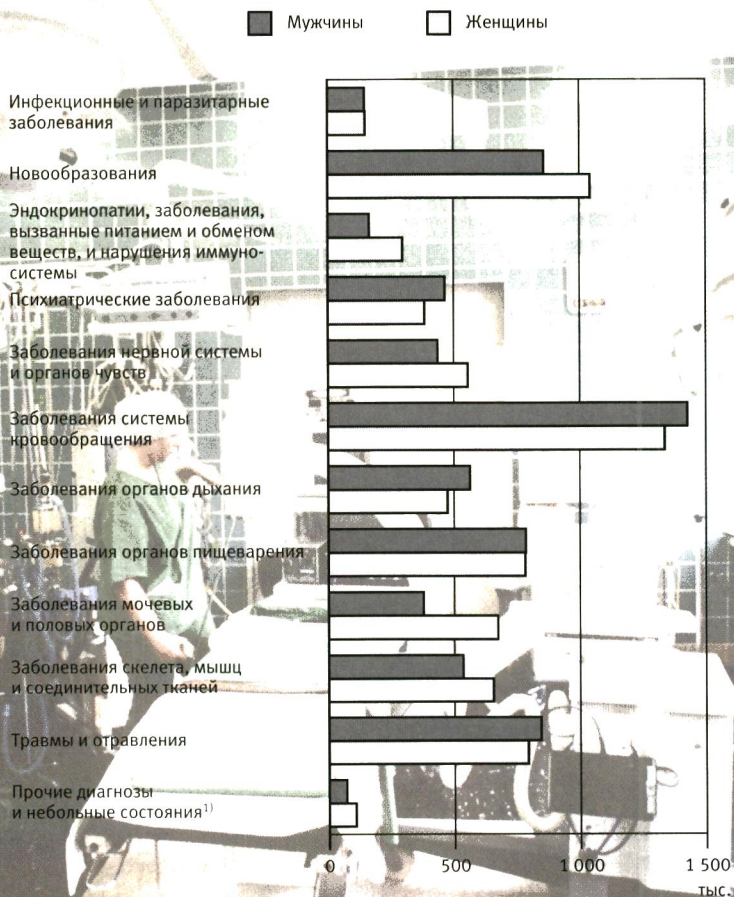 Мужчины
Женщины
Инфекционные и паразитарные
заболевания
Новообразования
Эндокринопатии, заболевания,
вызванные питанием и обменом
веществ, и нарушения иммуно-
системы
Психиатрические заболевания
Заболевания нервной системы
и органов чувств
Заболевания системы
кровообращения
Заболевания органов дыхания
Заболевания органов пищеварения
Заболевания мочевых
и половых органов
Заболевания скелета, мышц
и соединительных тканей
Травмы и отравления
Прочие диагнозы
и небольные состояния¹⁾
0 500 1 000 1 500
тыс.